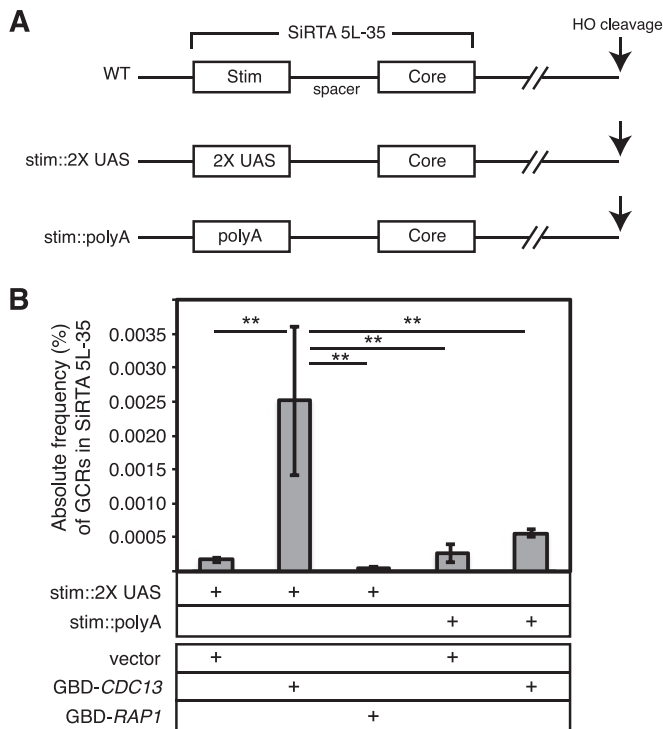 A
SiRTA 5L-35
HO cleavage
WT
Stim
spacer
Core
stim::2X UAS
2X UAS
Core
stim::polyA
polyA
Core
B
Absolute frequency (%)
of GCRs in SiRTA 5L-35
0.0035
0.0030
0.0025
0.0020
0.0015
0.0010
0.0005
**
**
**
**
stim::2X UAS + + +
stim::polyA + +
vector + +
GBD-CDC13 + +
GBD-RAP1 +